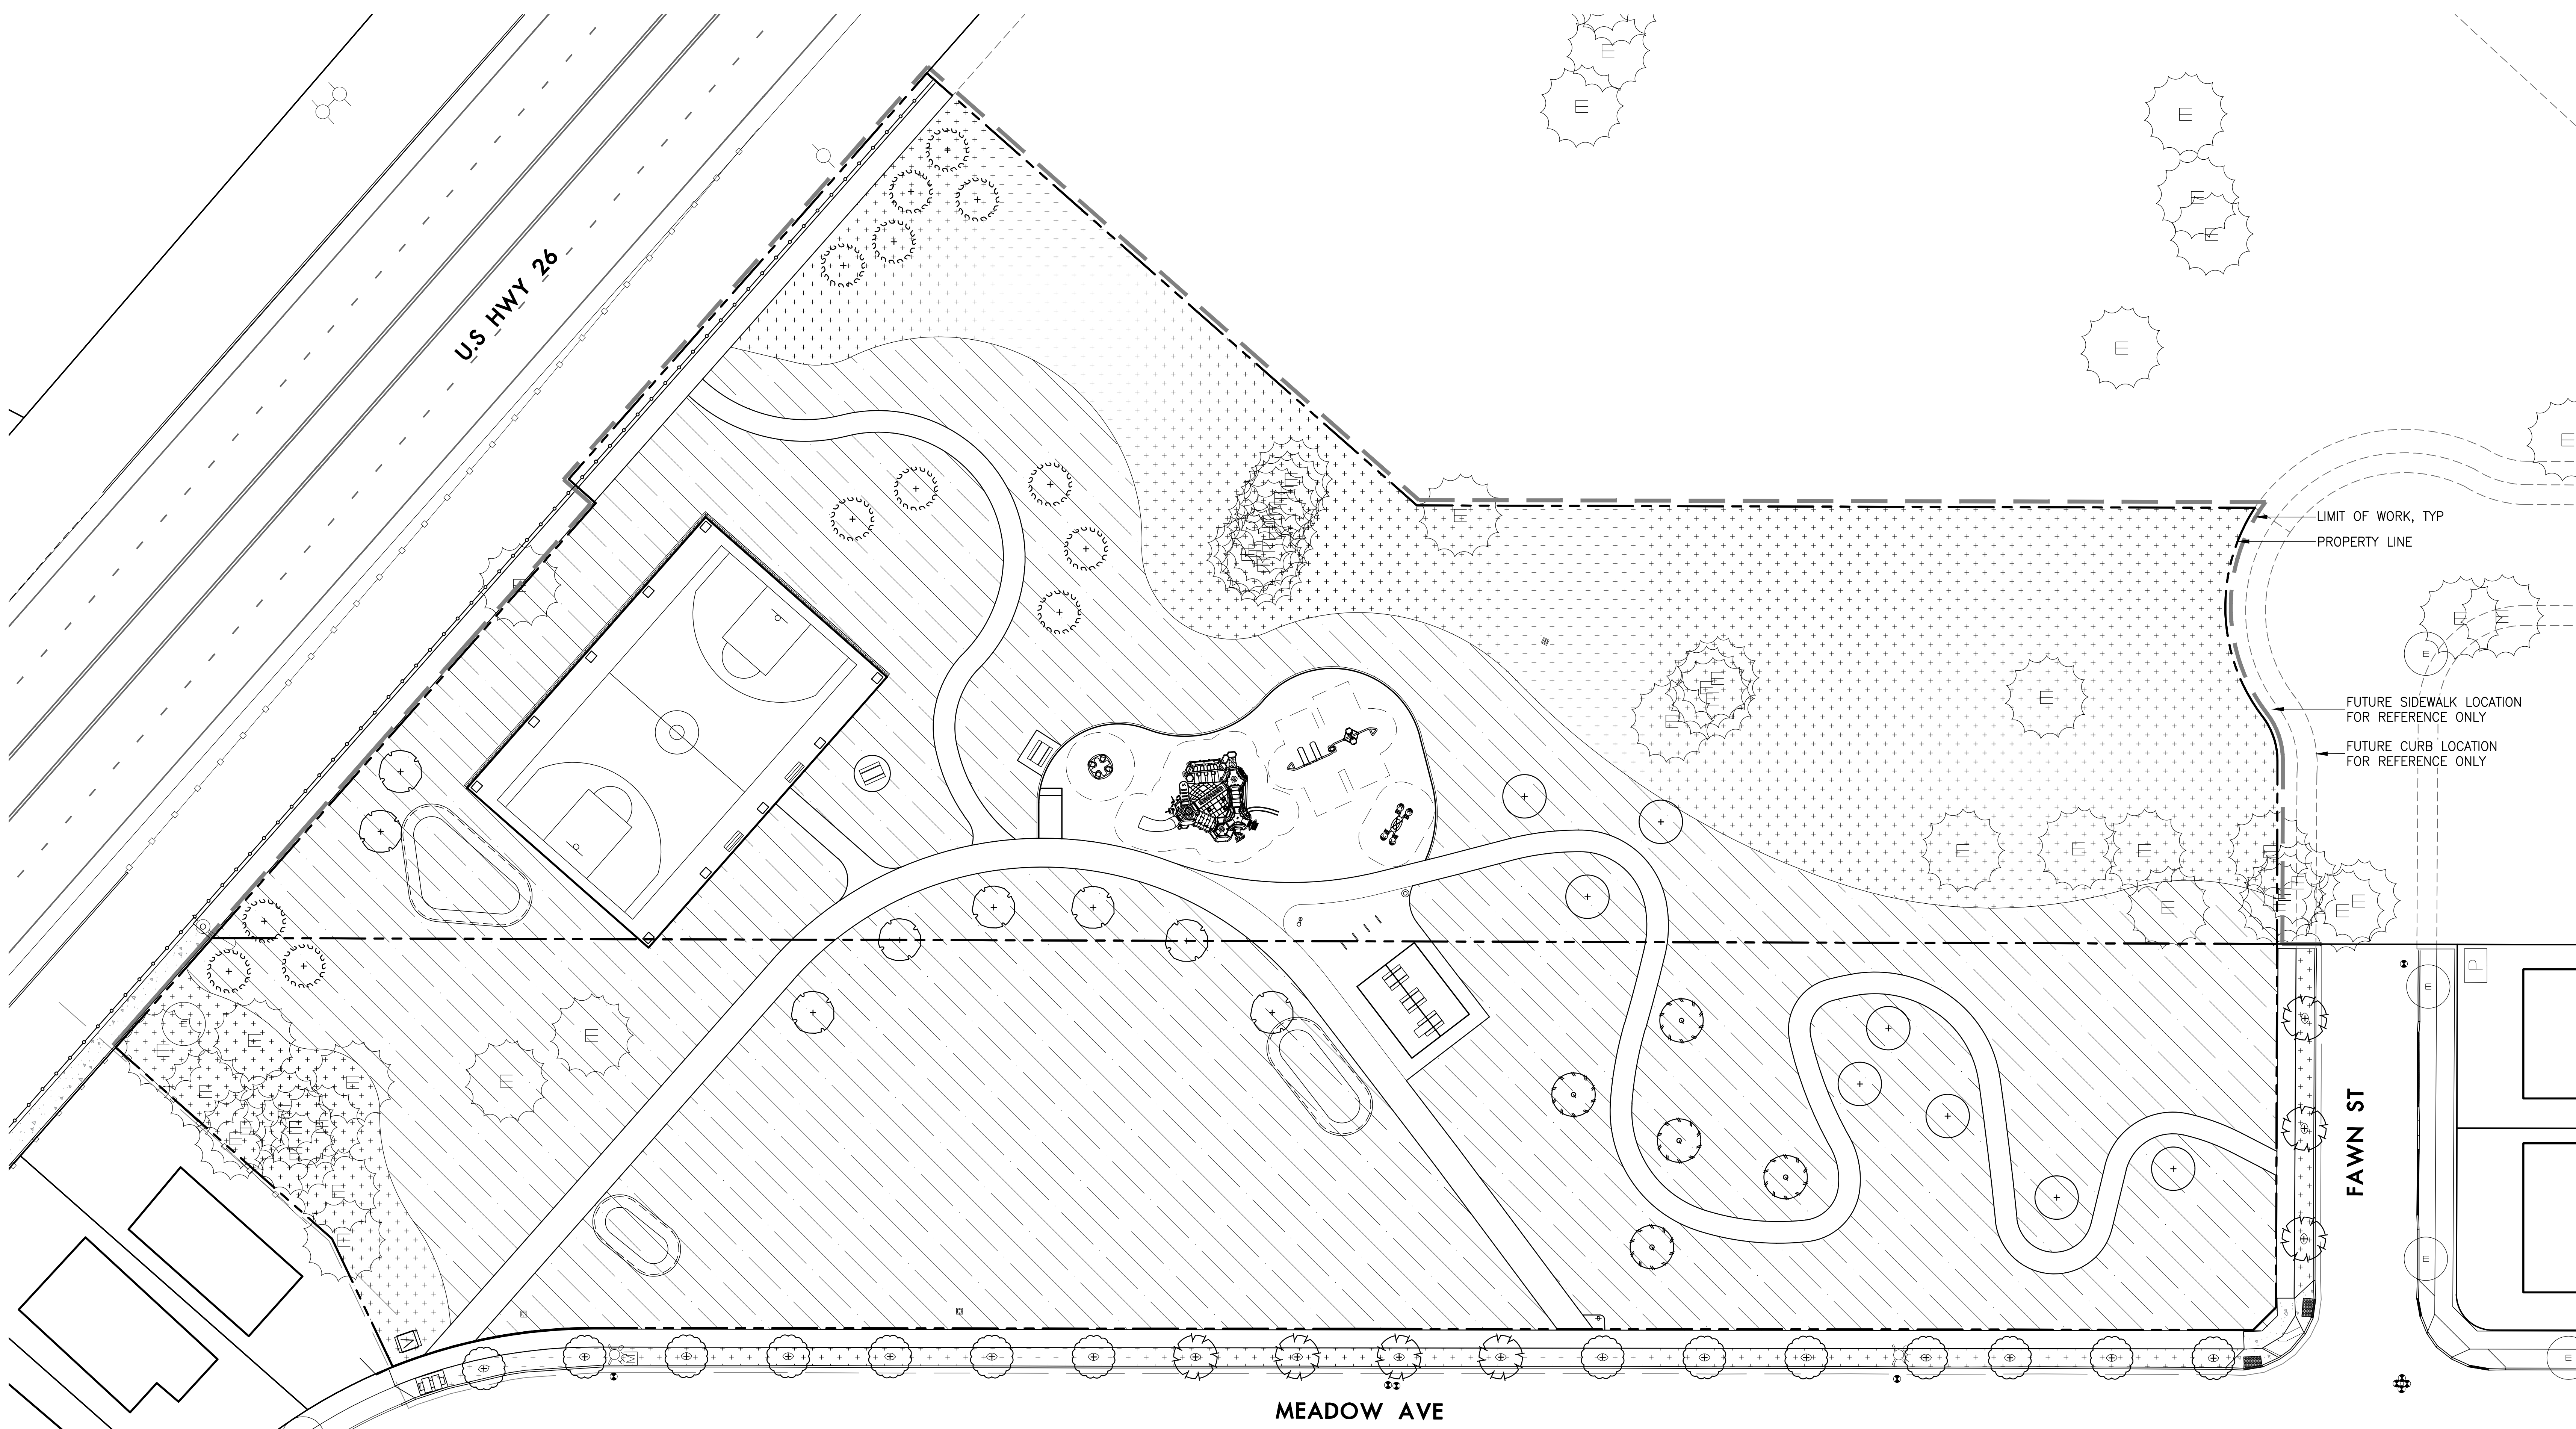 U.S HWY 26
LIMIT OF WORK, TYP
PROPERTY LINE
FUTURE SIDEWALK LOCATION
FOR REFERENCE ONLY
FUTURE CURB LOCATION
FOR REFERENCE ONLY
P
FAWN ST
MEADOW AVE